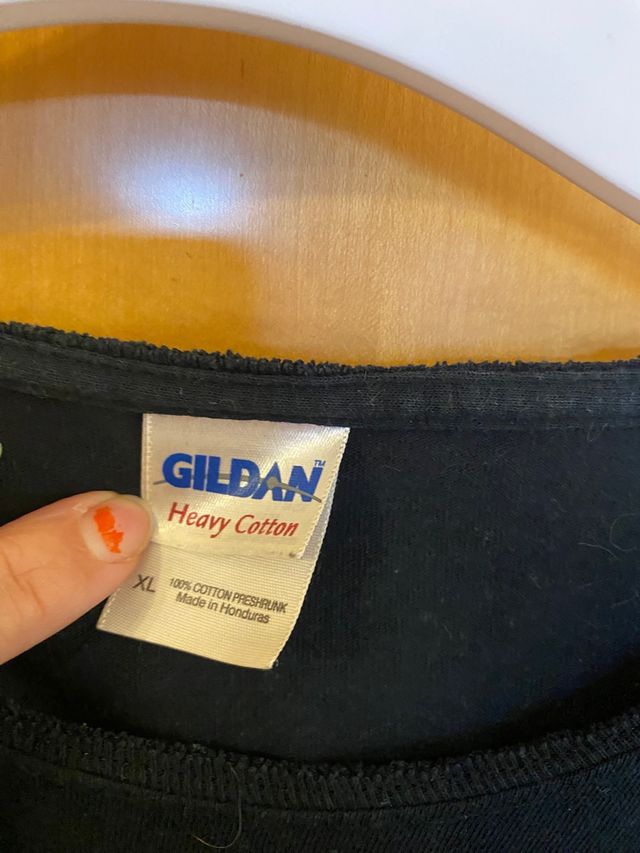 GILDAN™
Heavy Cotton
XL
100% COTTON PRESHRUNK
Made in Honduras